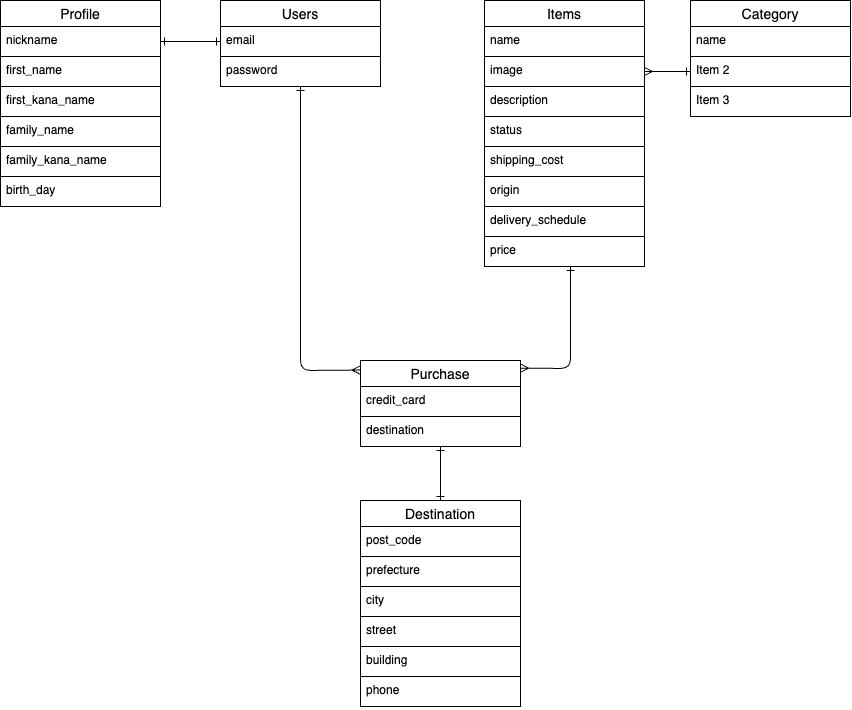 Profile
nickname
first_name
first_kana_name
family_name
family_kana_name
birth_day
Users
email
password
Items
name
image
description
status
shipping_cost
origin
delivery_schedule
price
Category
name
Item 2
Item 3
Purchase
credit_card
destination
Destination
post_code
prefecture
city
street
building
phone